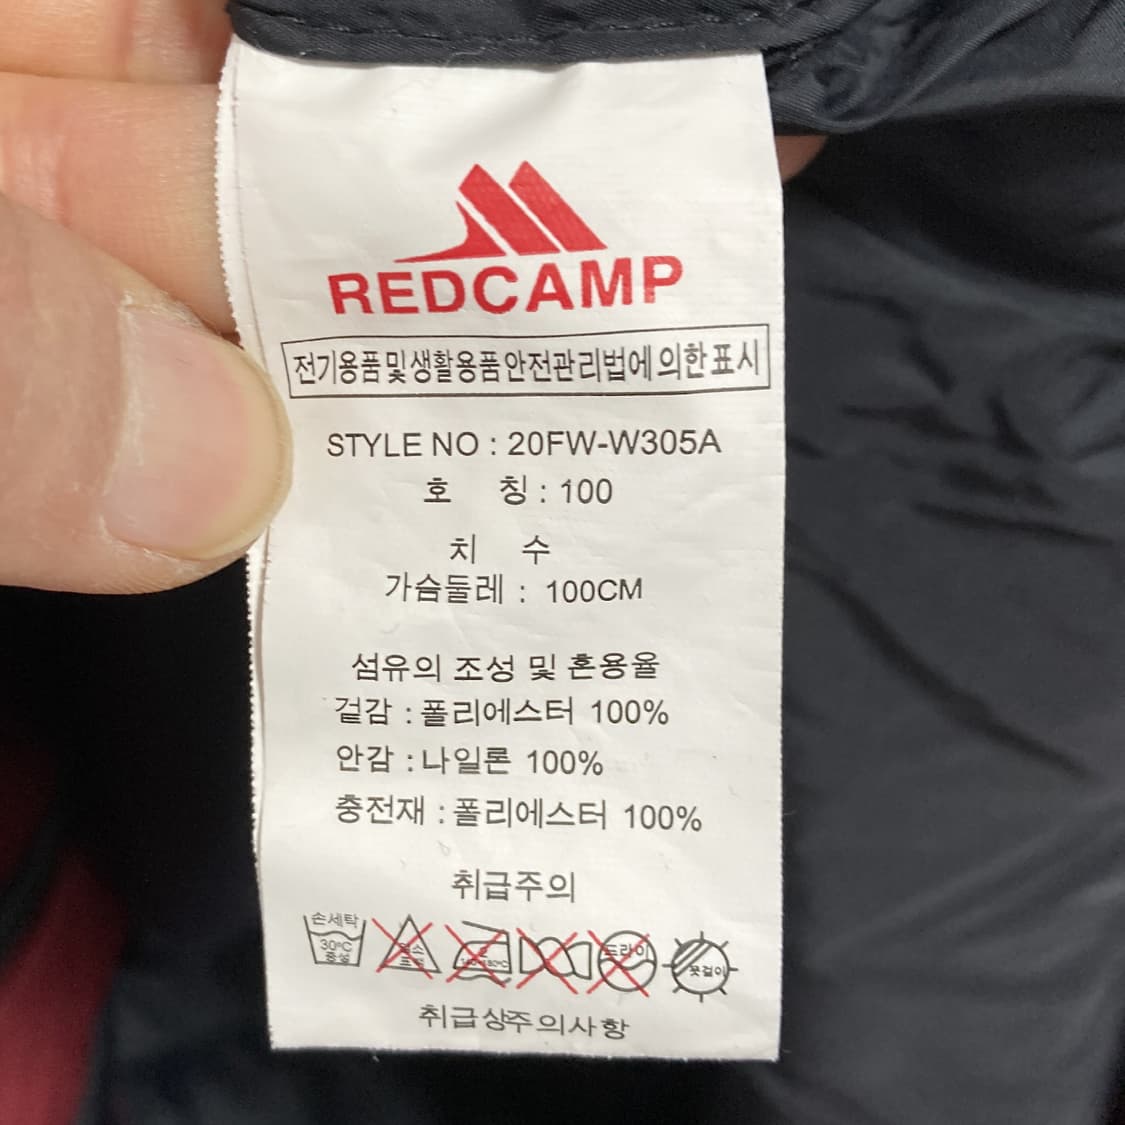 REDCAMP
전기용품및생활용품안전관리법에의한표시
STYLE NO : 20FW-W305A
호 칭 : 100
치 수
가슴둘레 : 100CM
섬유의 조성 및 혼용율
겉감 : 폴리에스터 100%
안감 : 나일론 100%
충전재 : 폴리에스터 100%
취급주의
손세탁 30°C 중성 드라이 옷걸이
취급상주의사항